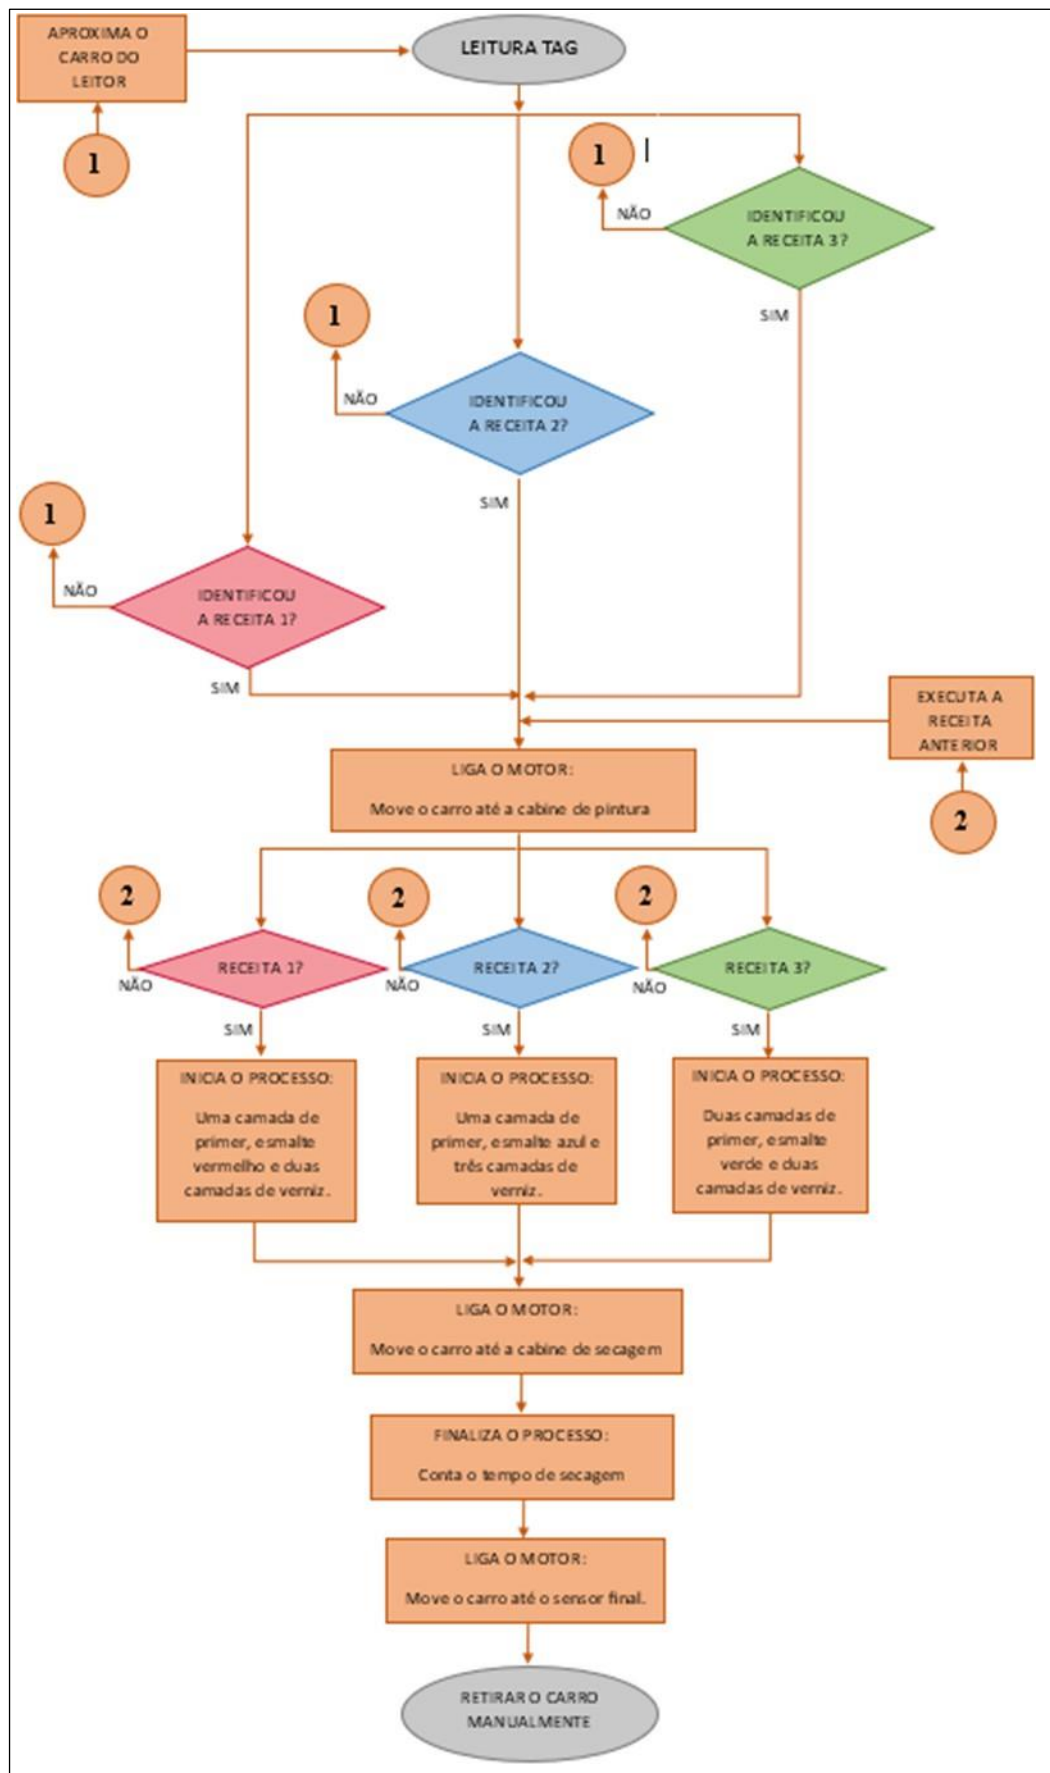 APROXIMA O
CARRO DO
LEITOR
LEITURA TAG
1
1
NÃO
IDENTIFICOU
A RECEITA 3?
SIM
1
NÃO
IDENTIFICOU
A RECEITA 2?
SIM
1
NÃO
IDENTIFICOU
A RECEITA 1?
SIM
EXECUTA A
RECEITA
ANTERIOR
2
LIGA O MOTOR:
Move o carro até a cabine de pintura
2
NÃO
RECEITA 1?
SIM
2
NÃO
RECEITA 2?
SIM
2
NÃO
RECEITA 3?
SIM
INICIA O PROCESSO:
Uma camada de
primer, esmalte
vermelho e duas
camadas de verniz.
INICIA O PROCESSO:
Uma camada de
primer, esmalte azul e
três camadas de
verniz.
INICIA O PROCESSO:
Duas camadas de
primer, esmalte
verde e duas
camadas de verniz.
LIGA O MOTOR:
Move o carro até a cabine de secagem
FINALIZA O PROCESSO:
Conta o tempo de secagem
LIGA O MOTOR:
Move o carro até o sensor final.
RETIRAR O CARRO
MANUALMENTE